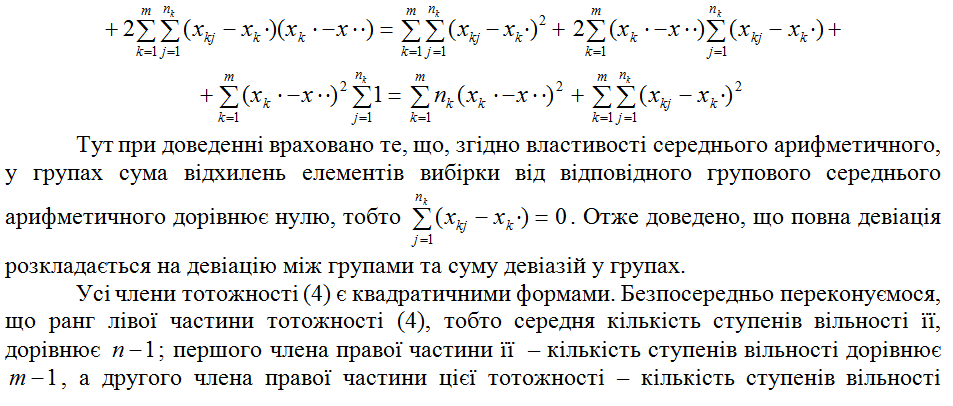 + 2∑_{k=1}^{m}∑_{j=1}^{n_k}(x_{kj} − x_k·)(x_k· − x··) = ∑_{k=1}^{m}∑_{j=1}^{n_k}(x_{kj} − x_k·)² + 2∑_{k=1}^{m}(x_k· − x··)∑_{j=1}^{n_k}(x_{kj} − x_k·) +
+ ∑_{k=1}^{m}(x_k· − x··)² ∑_{j=1}^{n_k}1 = ∑_{k=1}^{m}n_k(x_k· − x··)² + ∑_{k=1}^{m}∑_{j=1}^{n_k}(x_{kj} − x_k·)²
Тут при доведенні враховано те, що, згідно властивості середнього арифметичного,
у групах сума відхилень елементів вибірки від відповідного групового середнього
арифметичного дорівнює нулю, тобто ∑_{j=1}^{n_k}(x_{kj} − x_k·) = 0. Отже доведено, що повна девіація
розкладається на девіацію між групами та суму девіазій у групах.
Усі члени тотожності (4) є квадратичними формами. Безпосередньо переконуємося,
що ранг лівої частини тотожності (4), тобто середня кількість ступенів вільності її,
дорівнює n − 1; першого члена правої частини її – кількість ступенів вільності дорівнює
m − 1, а другого члена правої частини цієї тотожності – кількість ступенів вільності